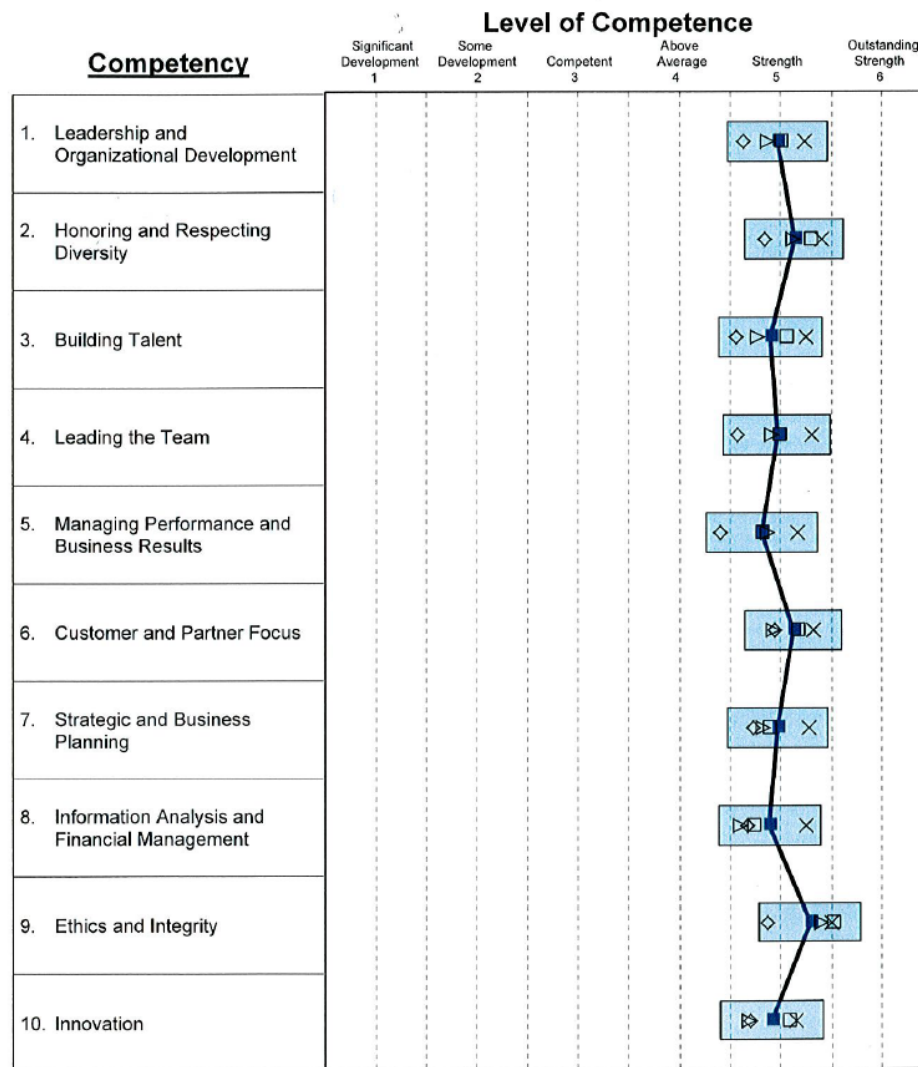 Level of Competence
Competency
Significant
Development
1
Some
Development
2
Competent
3
Above
Average
4
Strength
5
Outstanding
Strength
6
1. Leadership and
Organizational Development
2. Honoring and Respecting
Diversity
3. Building Talent
4. Leading the Team
5. Managing Performance and
Business Results
6. Customer and Partner Focus
7. Strategic and Business
Planning
8. Information Analysis and
Financial Management
9. Ethics and Integrity
10. Innovation